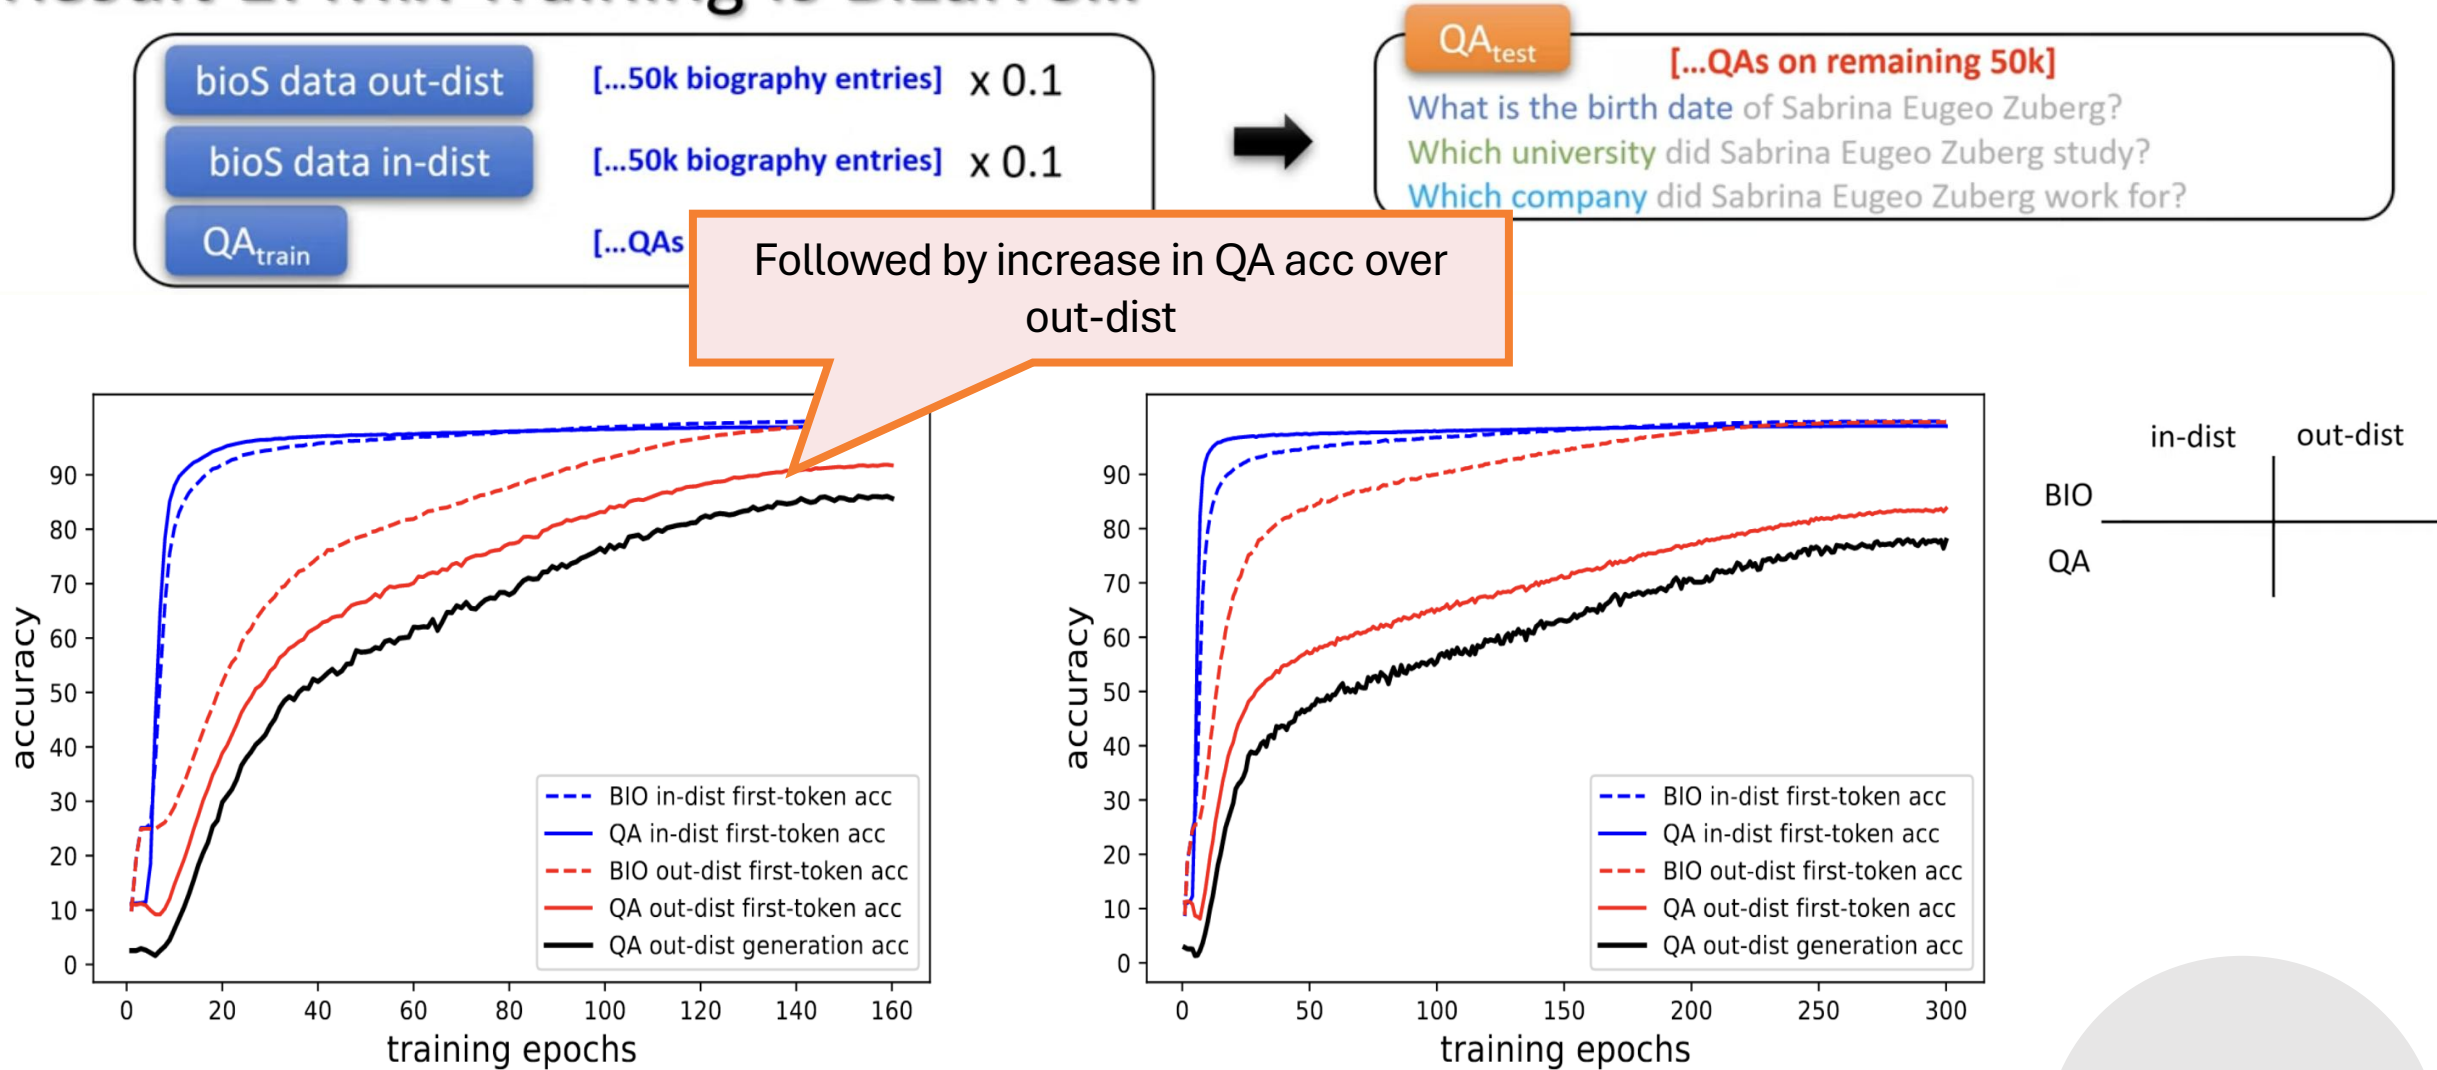 bioS data out-dist [...50k biography entries] x 0.1
bioS data in-dist [...50k biography entries] x 0.1
QAtrain [...QAs
QAtest
[...QAs on remaining 50k]
What is the birth date of Sabrina Eugeo Zuberg?
Which university did Sabrina Eugeo Zuberg study?
Which company did Sabrina Eugeo Zuberg work for?
Followed by increase in QA acc over
out-dist
accuracy
90
80
70
60
50
40
30
20
10
0
0 20 40 60 80 100 120 140 160
training epochs
BIO in-dist first-token acc
QA in-dist first-token acc
BIO out-dist first-token acc
QA out-dist first-token acc
QA out-dist generation acc
accuracy
90
80
70
60
50
40
30
20
10
0
0 50 100 150 200 250 300
training epochs
BIO in-dist first-token acc
QA in-dist first-token acc
BIO out-dist first-token acc
QA out-dist first-token acc
QA out-dist generation acc
in-dist out-dist
BIO
QA